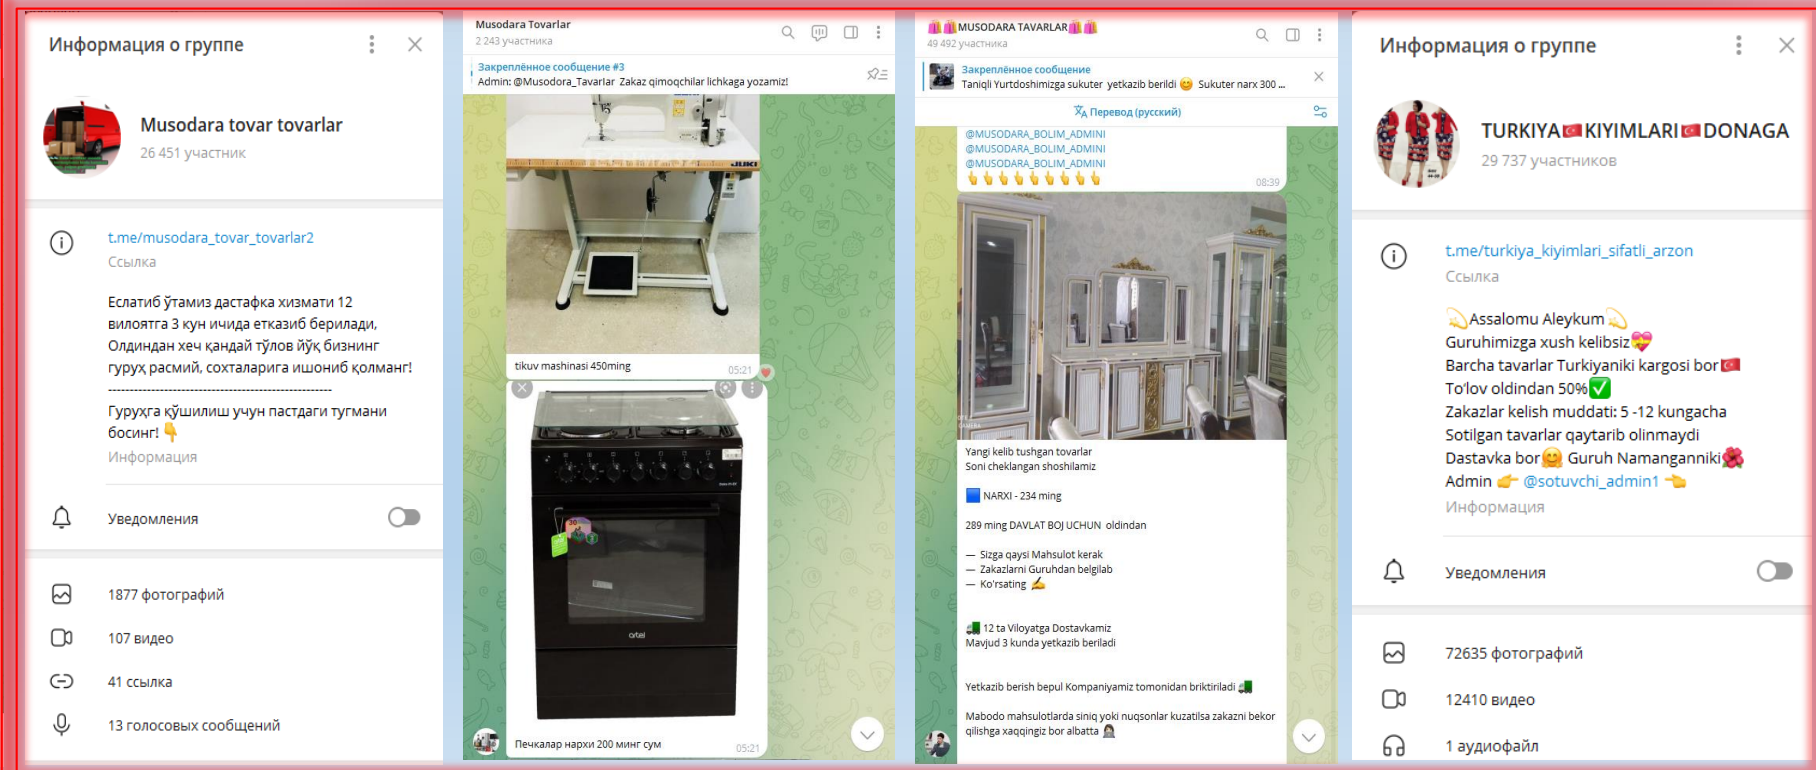 Информация о группе
Musodara tovar tovarlar
26 451 участник
t.me/musodara_tovar_tovarlar2
Ссылка
Еслатиб ўтамиз дастафка хизмати 12
вилоятга 3 кун ичида етказиб берилади,
Олдиндан хеч қандай тўлов йўқ бизнинг
гуруҳ расмий, сохталарига ишониб қолманг!
---------------------------------------------------
Гуруҳга қўшилиш учун пастдаги тугмани
босинг! 👇
Информация
Уведомления
1877 фотографий
107 видео
41 ссылка
13 голосовых сообщений
Musodara Tovarlar
2 243 участника
Закреплённое сообщение #3
Admin: @Musodora_Tavarlar Zakaz qimoqchilar lichkaga yozamiz!
JUKI
tikuv mashinasi 450ming
05:21
artel
Печкалар нархи 200 минг сум
05:21
🛍🛍MUSODARA TAVARLAR🛍🛍
49 492 участника
Закреплённое сообщение
Taniqli Yurtdoshimizga sukuter yetkazib berildi 😊 Sukuter narx 300 ...
Перевод (русский)
@MUSODARA_BOLIM_ADMINI
@MUSODARA_BOLIM_ADMINI
@MUSODARA_BOLIM_ADMINI
👆👆👆👆👆👆👆👆👆
08:39
Yangi kelib tushgan tovarlar
Soni cheklangan shoshilamiz
🟦 NARXI - 234 ming
289 ming DAVLAT BOJ UCHUN oldindan
— Sizga qaysi Mahsulot kerak
— Zakazlarni Guruhdan belgilab
— Ko'rsating ✍
🚛 12 ta Viloyatga Dostavkamiz
Mavjud 3 kunda yetkazib beriladi
Yetkazib berish bepul Kompaniyamiz tomonidan briktiriladi 🚛
Mabodo mahsulotlarda siniq yoki nuqsonlar kuzatilsa zakazni bekor
qilishga xaqqingiz bor albatta 🤷🏻‍♀️
Информация о группе
TURKIYA🇹🇷KIYIMLARI🇹🇷DONAGA
29 737 участников
t.me/turkiya_kiyimlari_sifatli_arzon
Ссылка
💫Assalomu Aleykum💫
Guruhimizga xush kelibsiz💝
Barcha tavarlar Turkiyaniki kargosi bor🇹🇷
To'lov oldindan 50%✅
Zakazlar kelish muddati: 5 -12 kungacha
Sotilgan tavarlar qaytarib olinmaydi
Dastavka bor🤗 Guruh Namanganniki🌺
Admin 👉 @sotuvchi_admin1 👈
Информация
Уведомления
72635 фотографий
12410 видео
1 аудиофайл